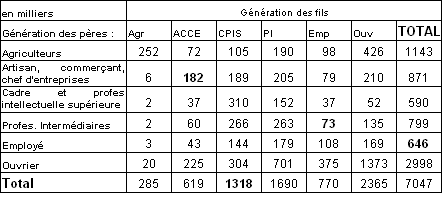 en milliers Génération des fils
Génération des pères : Agr ACCE CPIS PI Emp Ouv TOTAL
Agriculteurs 252 72 105 190 98 426 1143
Artisan, commerçant,
chef d'entreprises 6 182 189 205 79 210 871
Cadre et profes
intellectuelle supérieure 2 37 310 152 37 52 590
Profes. Intermédiaires 2 60 266 263 73 135 799
Employé 3 43 144 179 108 169 646
Ouvrier 20 225 304 701 375 1373 2998
Total 285 619 1318 1690 770 2365 7047